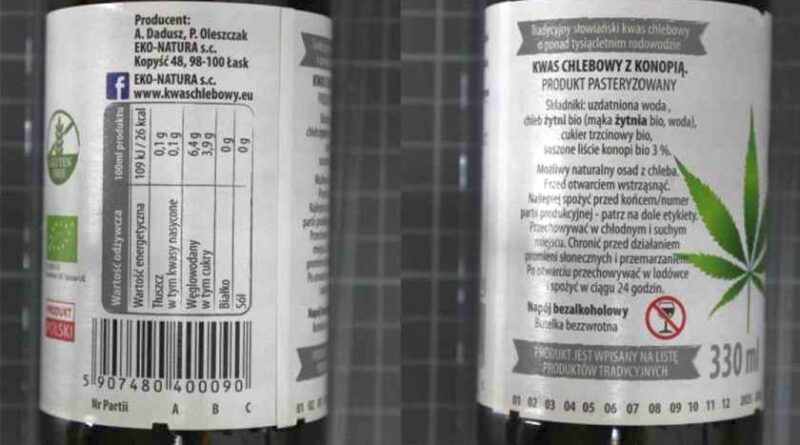 Producent:
A. Dadusz, P. Oleszczak
EKO-NATURA s.c.
Kopyść 48, 98-100 Łask
f EKO-NATURA s.c.
www.kwaschlebowy.eu
GLUTEN
FREE
PRODUKT
POLSKI
Wartość odżywcza 100ml produktu
Wartość energetyczna 109 kJ / 26 kcal
Tłuszcz 0,1 g
w tym kwasy nasycone 0,1 g
Węglowodany 6,4 g
w tym cukry 3,9 g
Białko 0 g
Sól 0 g
5 907480 400090
Nr Partii A B C
01 02
Tradycyjny słowiański kwas chlebowy
o ponad tysiącletnim rodowodzie
KWAS CHLEBOWY Z KONOPIĄ.
PRODUKT PASTERYZOWANY
Składniki: uzdatniona woda ,
chleb żytni bio (mąka żytnia bio, woda),
cukier trzcinowy bio,
suszone liście konopi bio 3 %.
Możliwy naturalny osad z chleba.
Przed otwarciem wstrząsnąć.
Najlepiej spożyć przed końcem/numer
partii produkcyjnej - patrz na dole etykiety.
Przechowywać w chłodnym i suchym
miejscu. Chronić przed działaniem
promieni słonecznych i przemarzaniem.
Po otwarciu przechowywać w lodówce
i spożyć w ciągu 24 godzin.
Napój bezalkoholowy
Butelka bezzwrotna
PRODUKT JEST WPISANY NA LISTĘ
PRODUKTÓW TRADYCYJNYCH
330 ml
01 02 03 04 05 06 07 08 09 10 11 12 2025